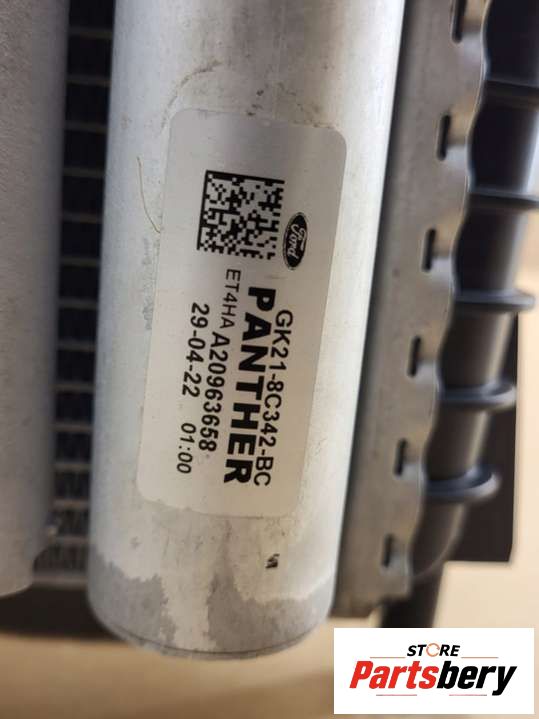 Ford
GK21-8C342-BC
PANTHER
ET4HA A20963658
29-04-22 01:00
STORE
Partsbery